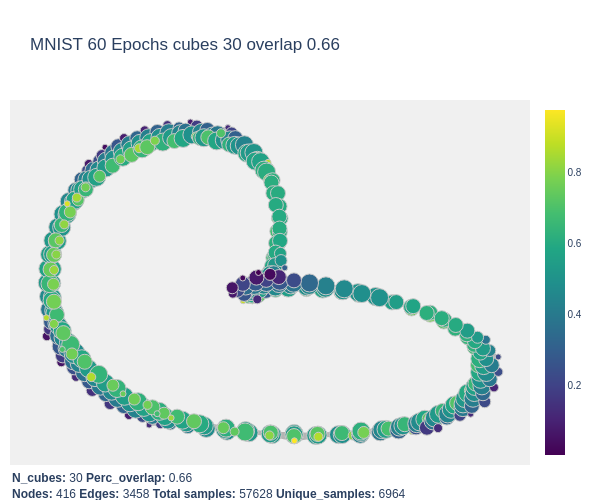 MNIST 60 Epochs cubes 30 overlap 0.66
0.8
0.6
0.4
0.2
N_cubes: 30 Perc_overlap: 0.66
Nodes: 416 Edges: 3458 Total samples: 57628 Unique_samples: 6964